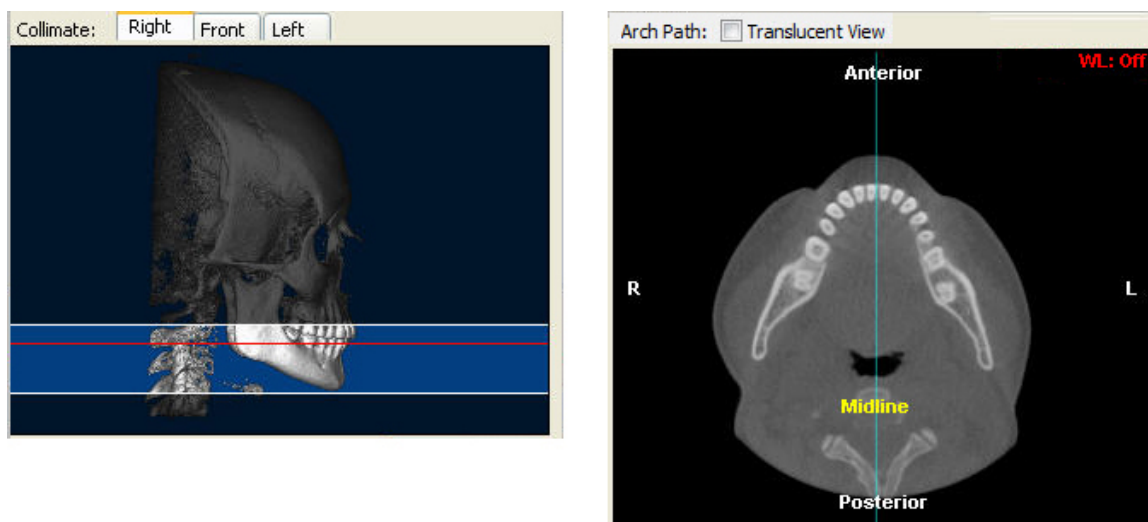 Collimate: Right Front Left
Arch Path: Translucent View
WL: Off
Anterior
R
L
Midline
Posterior